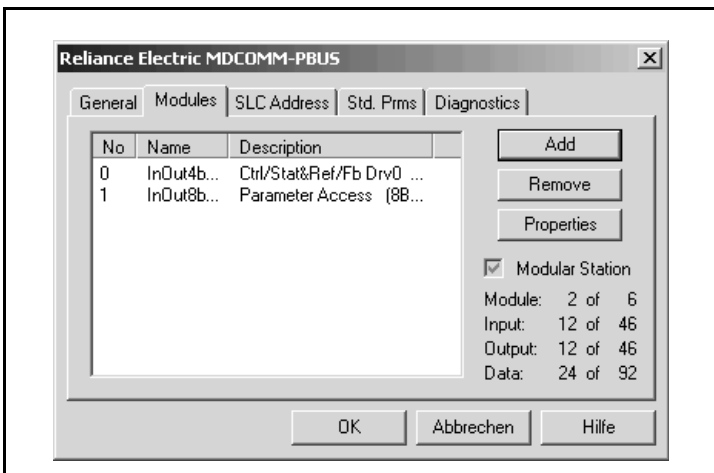 Reliance Electric MDCOMM-PBUS
General Modules SLC Address Std. Prms Diagnostics
No Name Description
0 InOut4b... Ctrl/Stat&Ref/Fb Drv0 ...
1 InOut8b... Parameter Access (8B...
Add
Remove
Properties
Modular Station
Module: 2 of 6
Input: 12 of 46
Output: 12 of 46
Data: 24 of 92
OK Abbrechen Hilfe